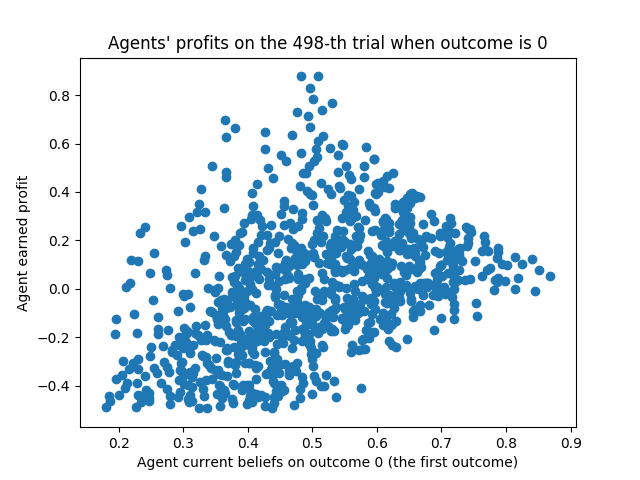 Agents' profits on the 498-th trial when outcome is 0
0.8
0.6
0.4
0.2
0.0
−0.2
−0.4
Agent earned profit
0.2 0.3 0.4 0.5 0.6 0.7 0.8 0.9
Agent current beliefs on outcome 0 (the first outcome)